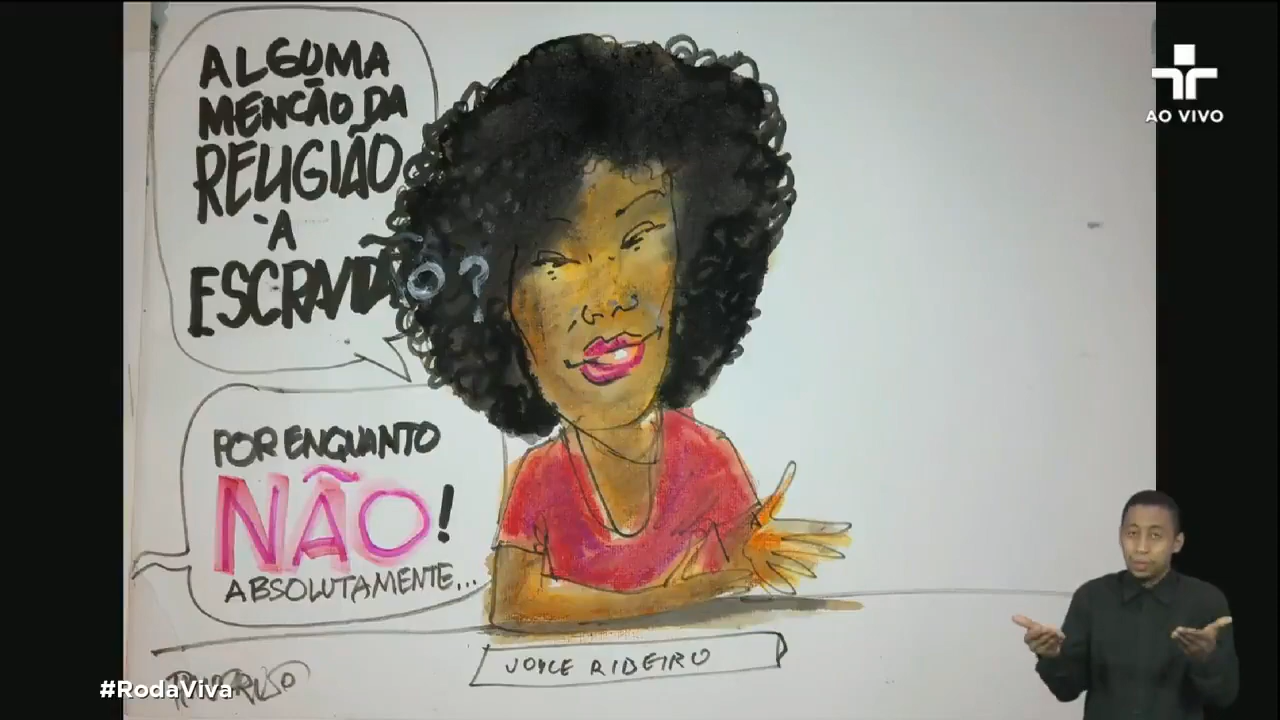 ALGUMA
MENÇÃO DA
RELIGIÃO
À
ESCRAVIDÃO?
POR ENQUANTO
NÃO!
ABSOLUTAMENTE...
JOYCE RIBEIRO
#RodaViva
AO VIVO